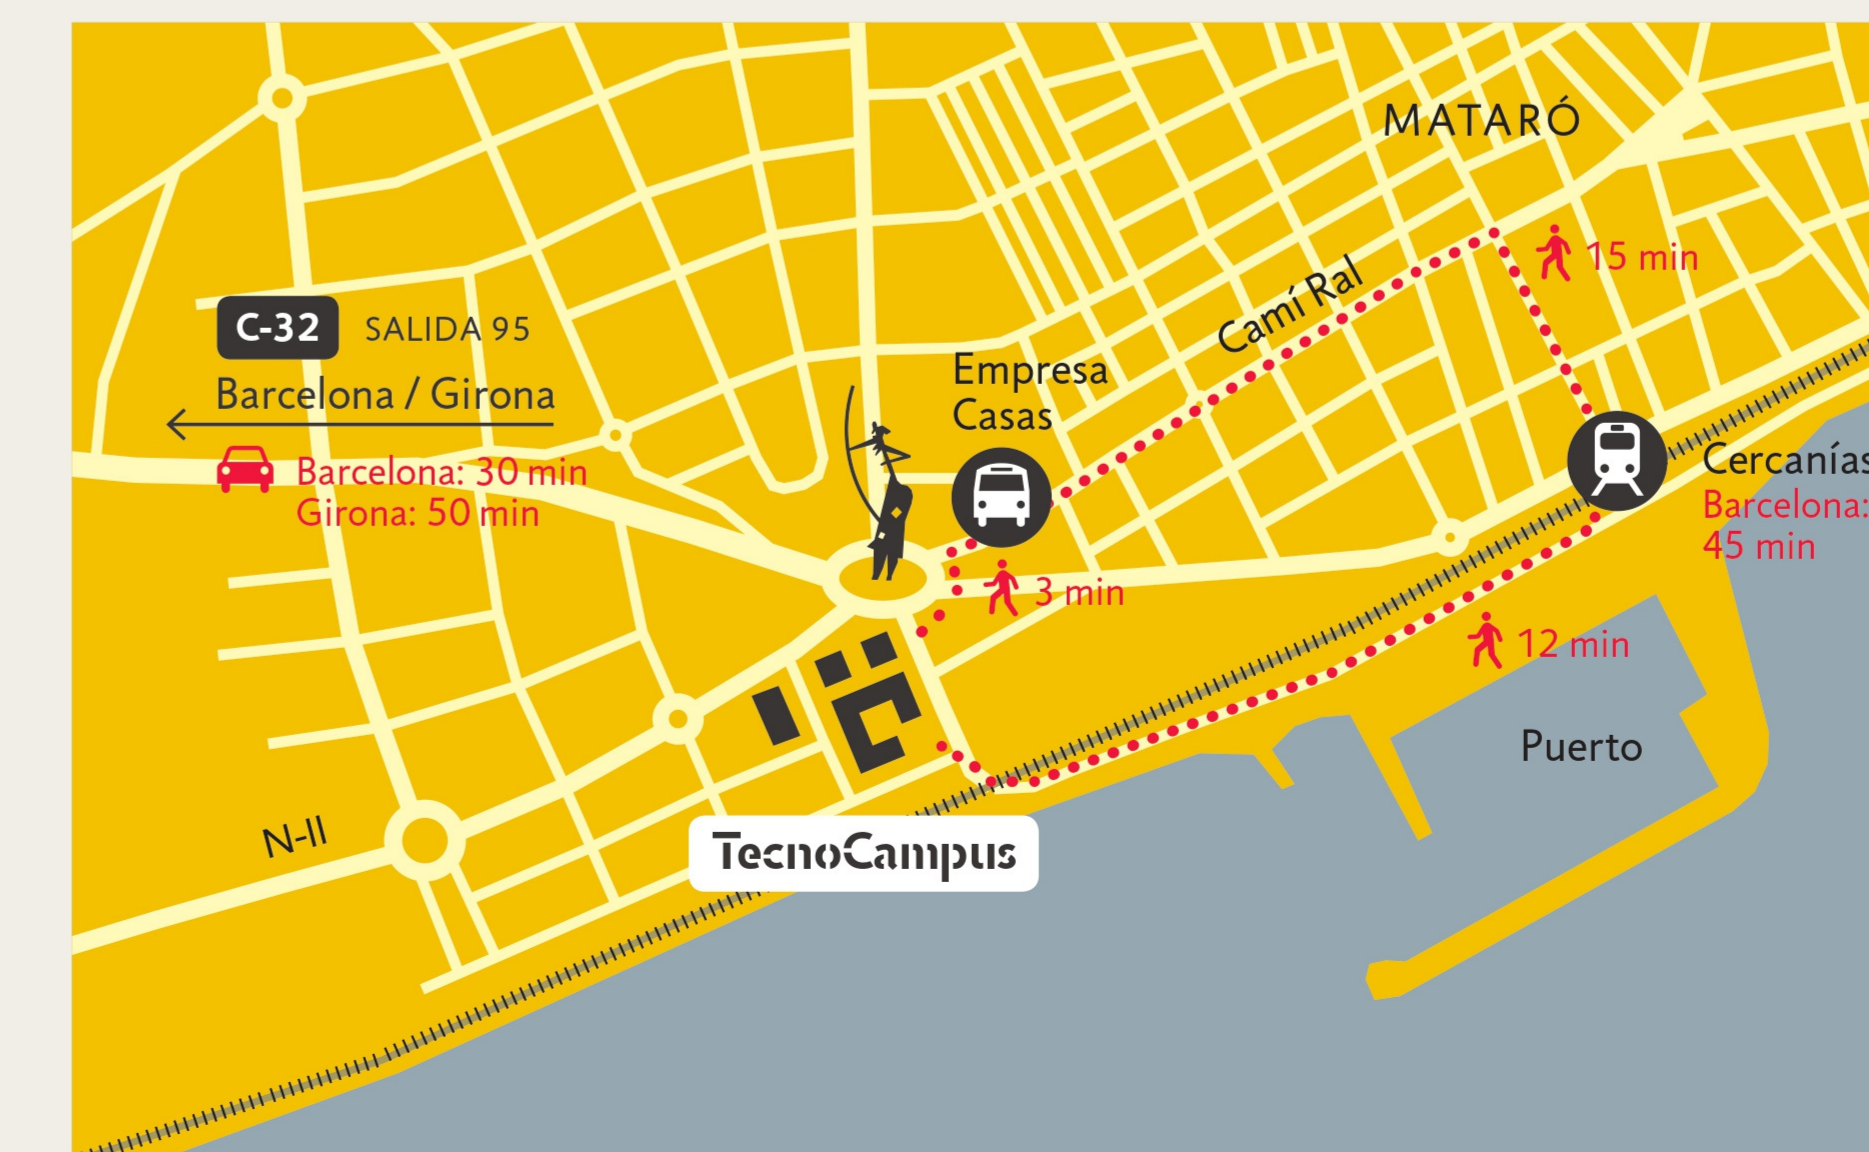 MATARÓ
15 min
Camí Ral
C-32 SALIDA 95
Barcelona / Girona
Barcelona: 30 min
Girona: 50 min
Empresa
Casas
Cercanías
Barcelona:
45 min
3 min
12 min
Puerto
N-II
TecnoCampus